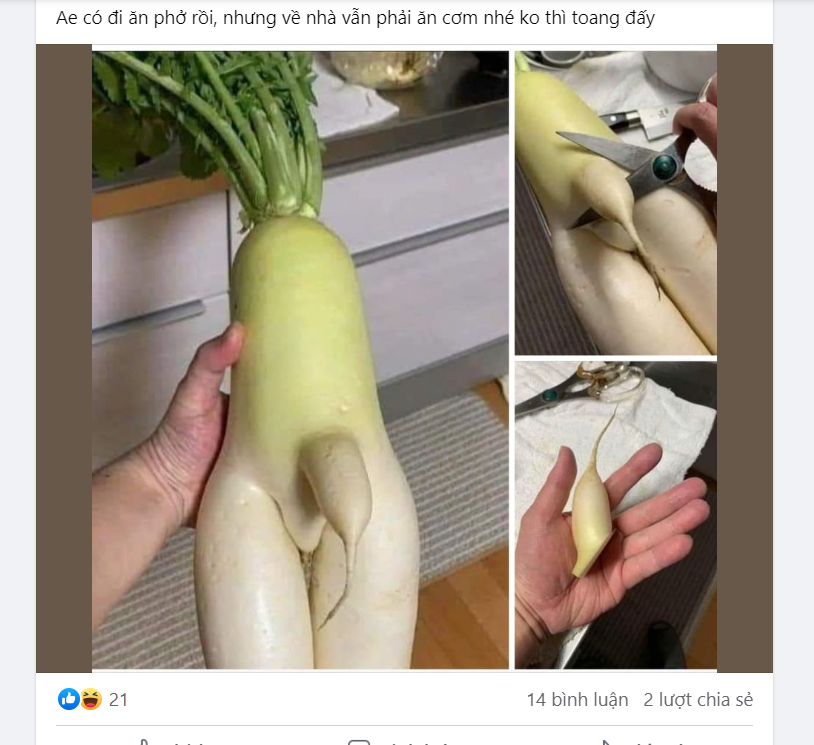 Ae có đi ăn phở rồi, nhưng về nhà vẫn phải ăn cơm nhé ko thì toang đấy
21
14 bình luận 2 lượt chia sẻ